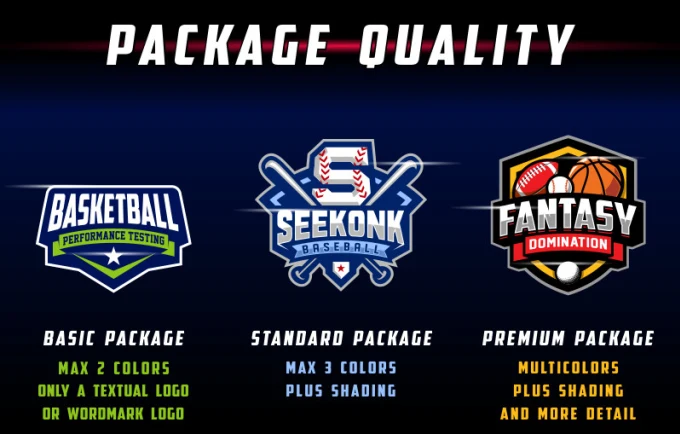 PACKAGE QUALITY
BASKETBALL
PERFORMANCE TESTING
S
SEEKONK
BASEBALL
FANTASY
DOMINATION
BASIC PACKAGE
MAX 2 COLORS
ONLY A TEXTUAL LOGO
OR WORDMARK LOGO
STANDARD PACKAGE
MAX 3 COLORS
PLUS SHADING
PREMIUM PACKAGE
MULTICOLORS
PLUS SHADING
AND MORE DETAIL